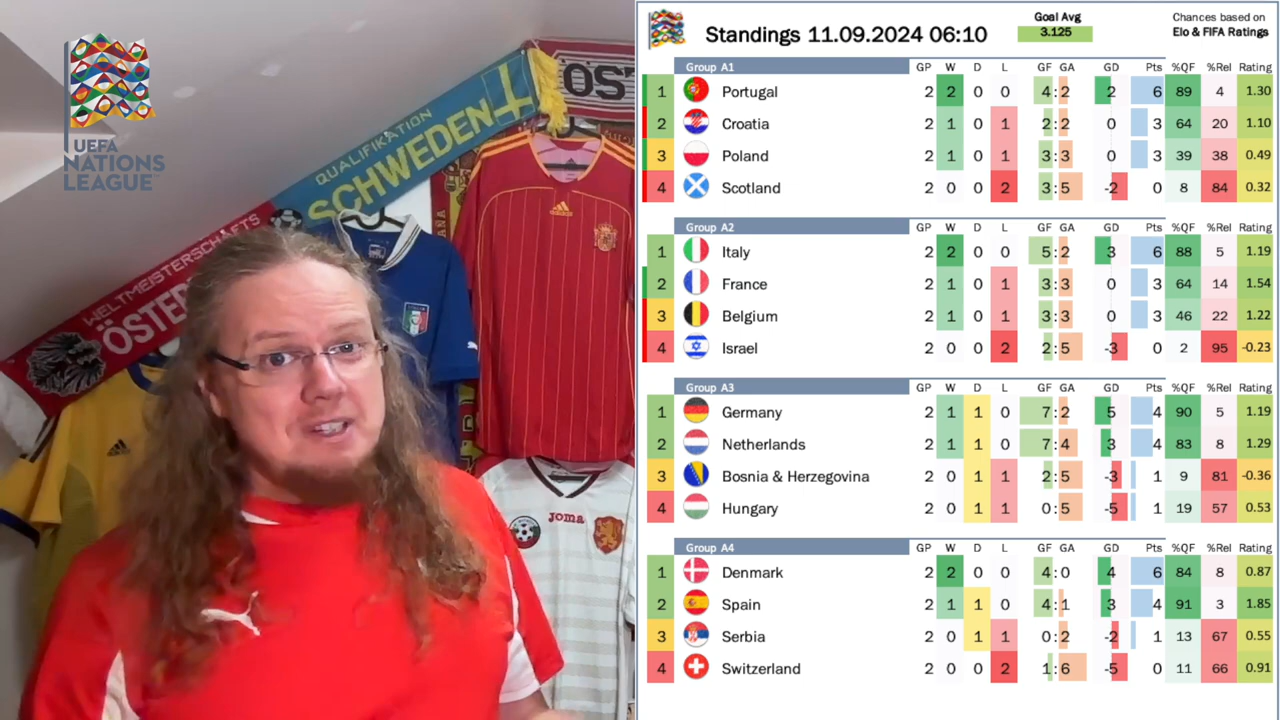 UEFA
NATIONS
LEAGUE™
WELTMEISTERSCHAFTS
ÖSTER
QUALIFIKATION
SCHWEDEN
ÖST
joma
Standings 11.09.2024 06:10
Goal Avg
3.125
Chances based on
Elo & FIFA Ratings
Group A1 GP W D L GF GA GD Pts %QF %Rel Rating
1 Portugal 2 2 0 0 4:2 2 6 89 4 1.30
2 Croatia 2 1 0 1 2:2 0 3 64 20 1.10
3 Poland 2 1 0 1 3:3 0 3 39 38 0.49
4 Scotland 2 0 0 2 3:5 -2 0 8 84 0.32
Group A2 GP W D L GF GA GD Pts %QF %Rel Rating
1 Italy 2 2 0 0 5:2 3 6 88 5 1.19
2 France 2 1 0 1 3:3 0 3 64 14 1.54
3 Belgium 2 1 0 1 3:3 0 3 46 22 1.22
4 Israel 2 0 0 2 2:5 -3 0 2 95 -0.23
Group A3 GP W D L GF GA GD Pts %QF %Rel Rating
1 Germany 2 1 1 0 7:2 5 4 90 5 1.19
2 Netherlands 2 1 1 0 7:4 3 4 83 8 1.29
3 Bosnia & Herzegovina 2 0 1 1 2:5 -3 1 9 81 -0.36
4 Hungary 2 0 1 1 0:5 -5 1 19 57 0.53
Group A4 GP W D L GF GA GD Pts %QF %Rel Rating
1 Denmark 2 2 0 0 4:0 4 6 84 8 0.87
2 Spain 2 1 1 0 4:1 3 4 91 3 1.85
3 Serbia 2 0 1 1 0:2 -2 1 13 67 0.55
4 Switzerland 2 0 0 2 1:6 -5 0 11 66 0.91